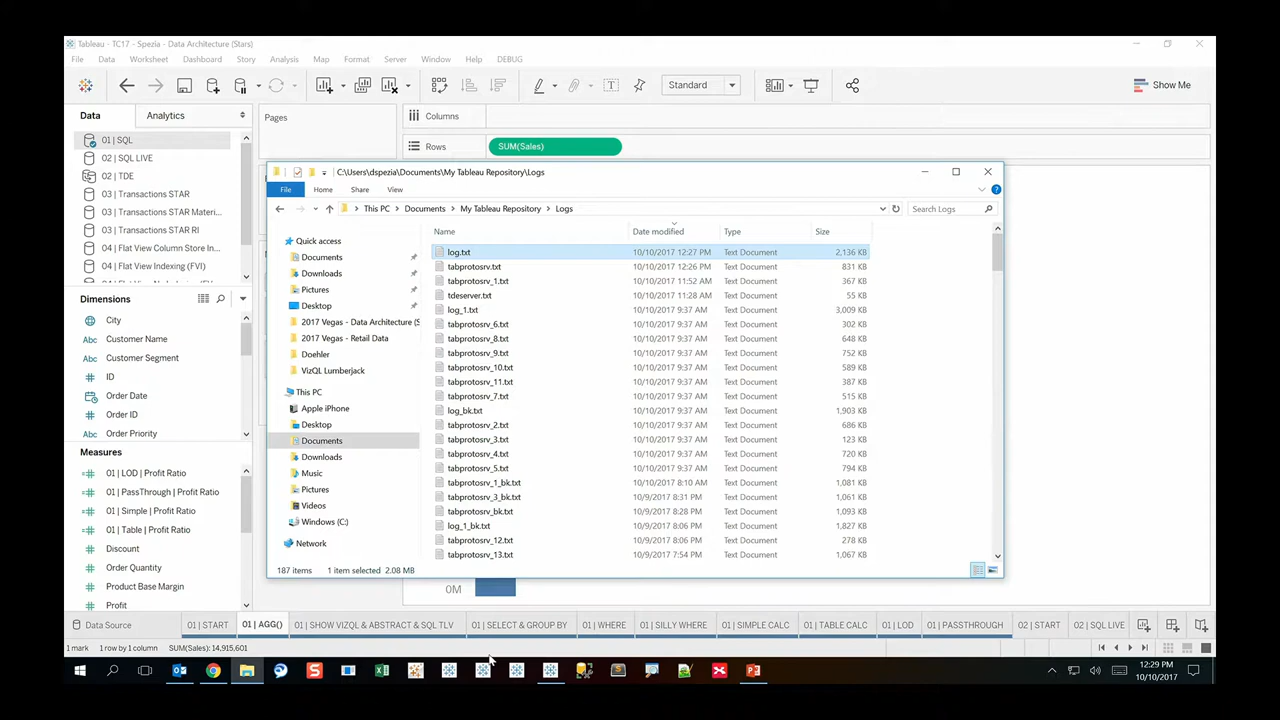 Tableau - TC17 - Spezia - Data Architecture (Stars)
File Data Worksheet Dashboard Story Analysis Map Format Server Window Help DEBUG
Standard
Show Me
Data
Analytics
Pages
Columns
Rows
SUM(Sales)
01 | SQL
02 | SQL LIVE
02 | TDE
03 | Transactions STAR
03 | Transactions STAR Materi...
03 | Transactions STAR RI
04 | Flat View Column Store In...
04 | Flat View Indexing (FVI)
Dimensions
City
Abc Customer Name
Abc Customer Segment
ID
Order Date
Abc Order ID
Abc Order Priority
Measures
01 | LOD | Profit Ratio
01 | PassThrough | Profit Ratio
01 | Simple | Profit Ratio
01 | Table | Profit Ratio
Discount
Order Quantity
Product Base Margin
Profit
C:\Users\dspezia\Documents\My Tableau Repository\Logs
File Home Share View
This PC Documents My Tableau Repository Logs
Search Logs
Quick access
Documents
Downloads
Pictures
Desktop
2017 Vegas - Data Architecture (S
2017 Vegas - Retail Data
Doehler
VizQL Lumberjack
This PC
Apple iPhone
Desktop
Documents
Downloads
Music
Pictures
Videos
Windows (C:)
Network
Name Date modified Type Size
log.txt 10/10/2017 12:27 PM Text Document 2,136 KB
tabprotosrv.txt 10/10/2017 12:26 PM Text Document 831 KB
tabprotosrv_1.txt 10/10/2017 11:52 AM Text Document 367 KB
tdeserver.txt 10/10/2017 11:28 AM Text Document 55 KB
log_1.txt 10/10/2017 9:37 AM Text Document 3,009 KB
tabprotosrv_6.txt 10/10/2017 9:37 AM Text Document 302 KB
tabprotosrv_8.txt 10/10/2017 9:37 AM Text Document 648 KB
tabprotosrv_9.txt 10/10/2017 9:37 AM Text Document 752 KB
tabprotosrv_10.txt 10/10/2017 9:37 AM Text Document 589 KB
tabprotosrv_11.txt 10/10/2017 9:37 AM Text Document 387 KB
tabprotosrv_7.txt 10/10/2017 9:37 AM Text Document 515 KB
log_bk.txt 10/10/2017 9:37 AM Text Document 1,903 KB
tabprotosrv_2.txt 10/10/2017 9:37 AM Text Document 686 KB
tabprotosrv_3.txt 10/10/2017 9:37 AM Text Document 123 KB
tabprotosrv_4.txt 10/10/2017 9:37 AM Text Document 720 KB
tabprotosrv_5.txt 10/10/2017 9:37 AM Text Document 794 KB
tabprotosrv_1_bk.txt 10/10/2017 8:10 AM Text Document 1,081 KB
tabprotosrv_3_bk.txt 10/9/2017 8:31 PM Text Document 1,061 KB
tabprotosrv_bk.txt 10/9/2017 8:28 PM Text Document 1,093 KB
log_1_bk.txt 10/9/2017 8:06 PM Text Document 1,827 KB
tabprotosrv_12.txt 10/9/2017 8:06 PM Text Document 278 KB
tabprotosrv_13.txt 10/9/2017 7:54 PM Text Document 1,067 KB
187 items 1 item selected 2.08 MB
0M
Data Source 01 | START 01 | AGG() 01 | SHOW VIZQL & ABSTRACT & SQL TLV 01 | SELECT & GROUP BY 01 | WHERE 01 | SILLY WHERE 01 | SIMPLE CALC 01 | TABLE CALC 01 | LOD 01 | PASSTHROUGH 02 | START 02 | SQL LIVE
1 mark 1 row by 1 column SUM(Sales): 14,915,601
12:29 PM
10/10/2017